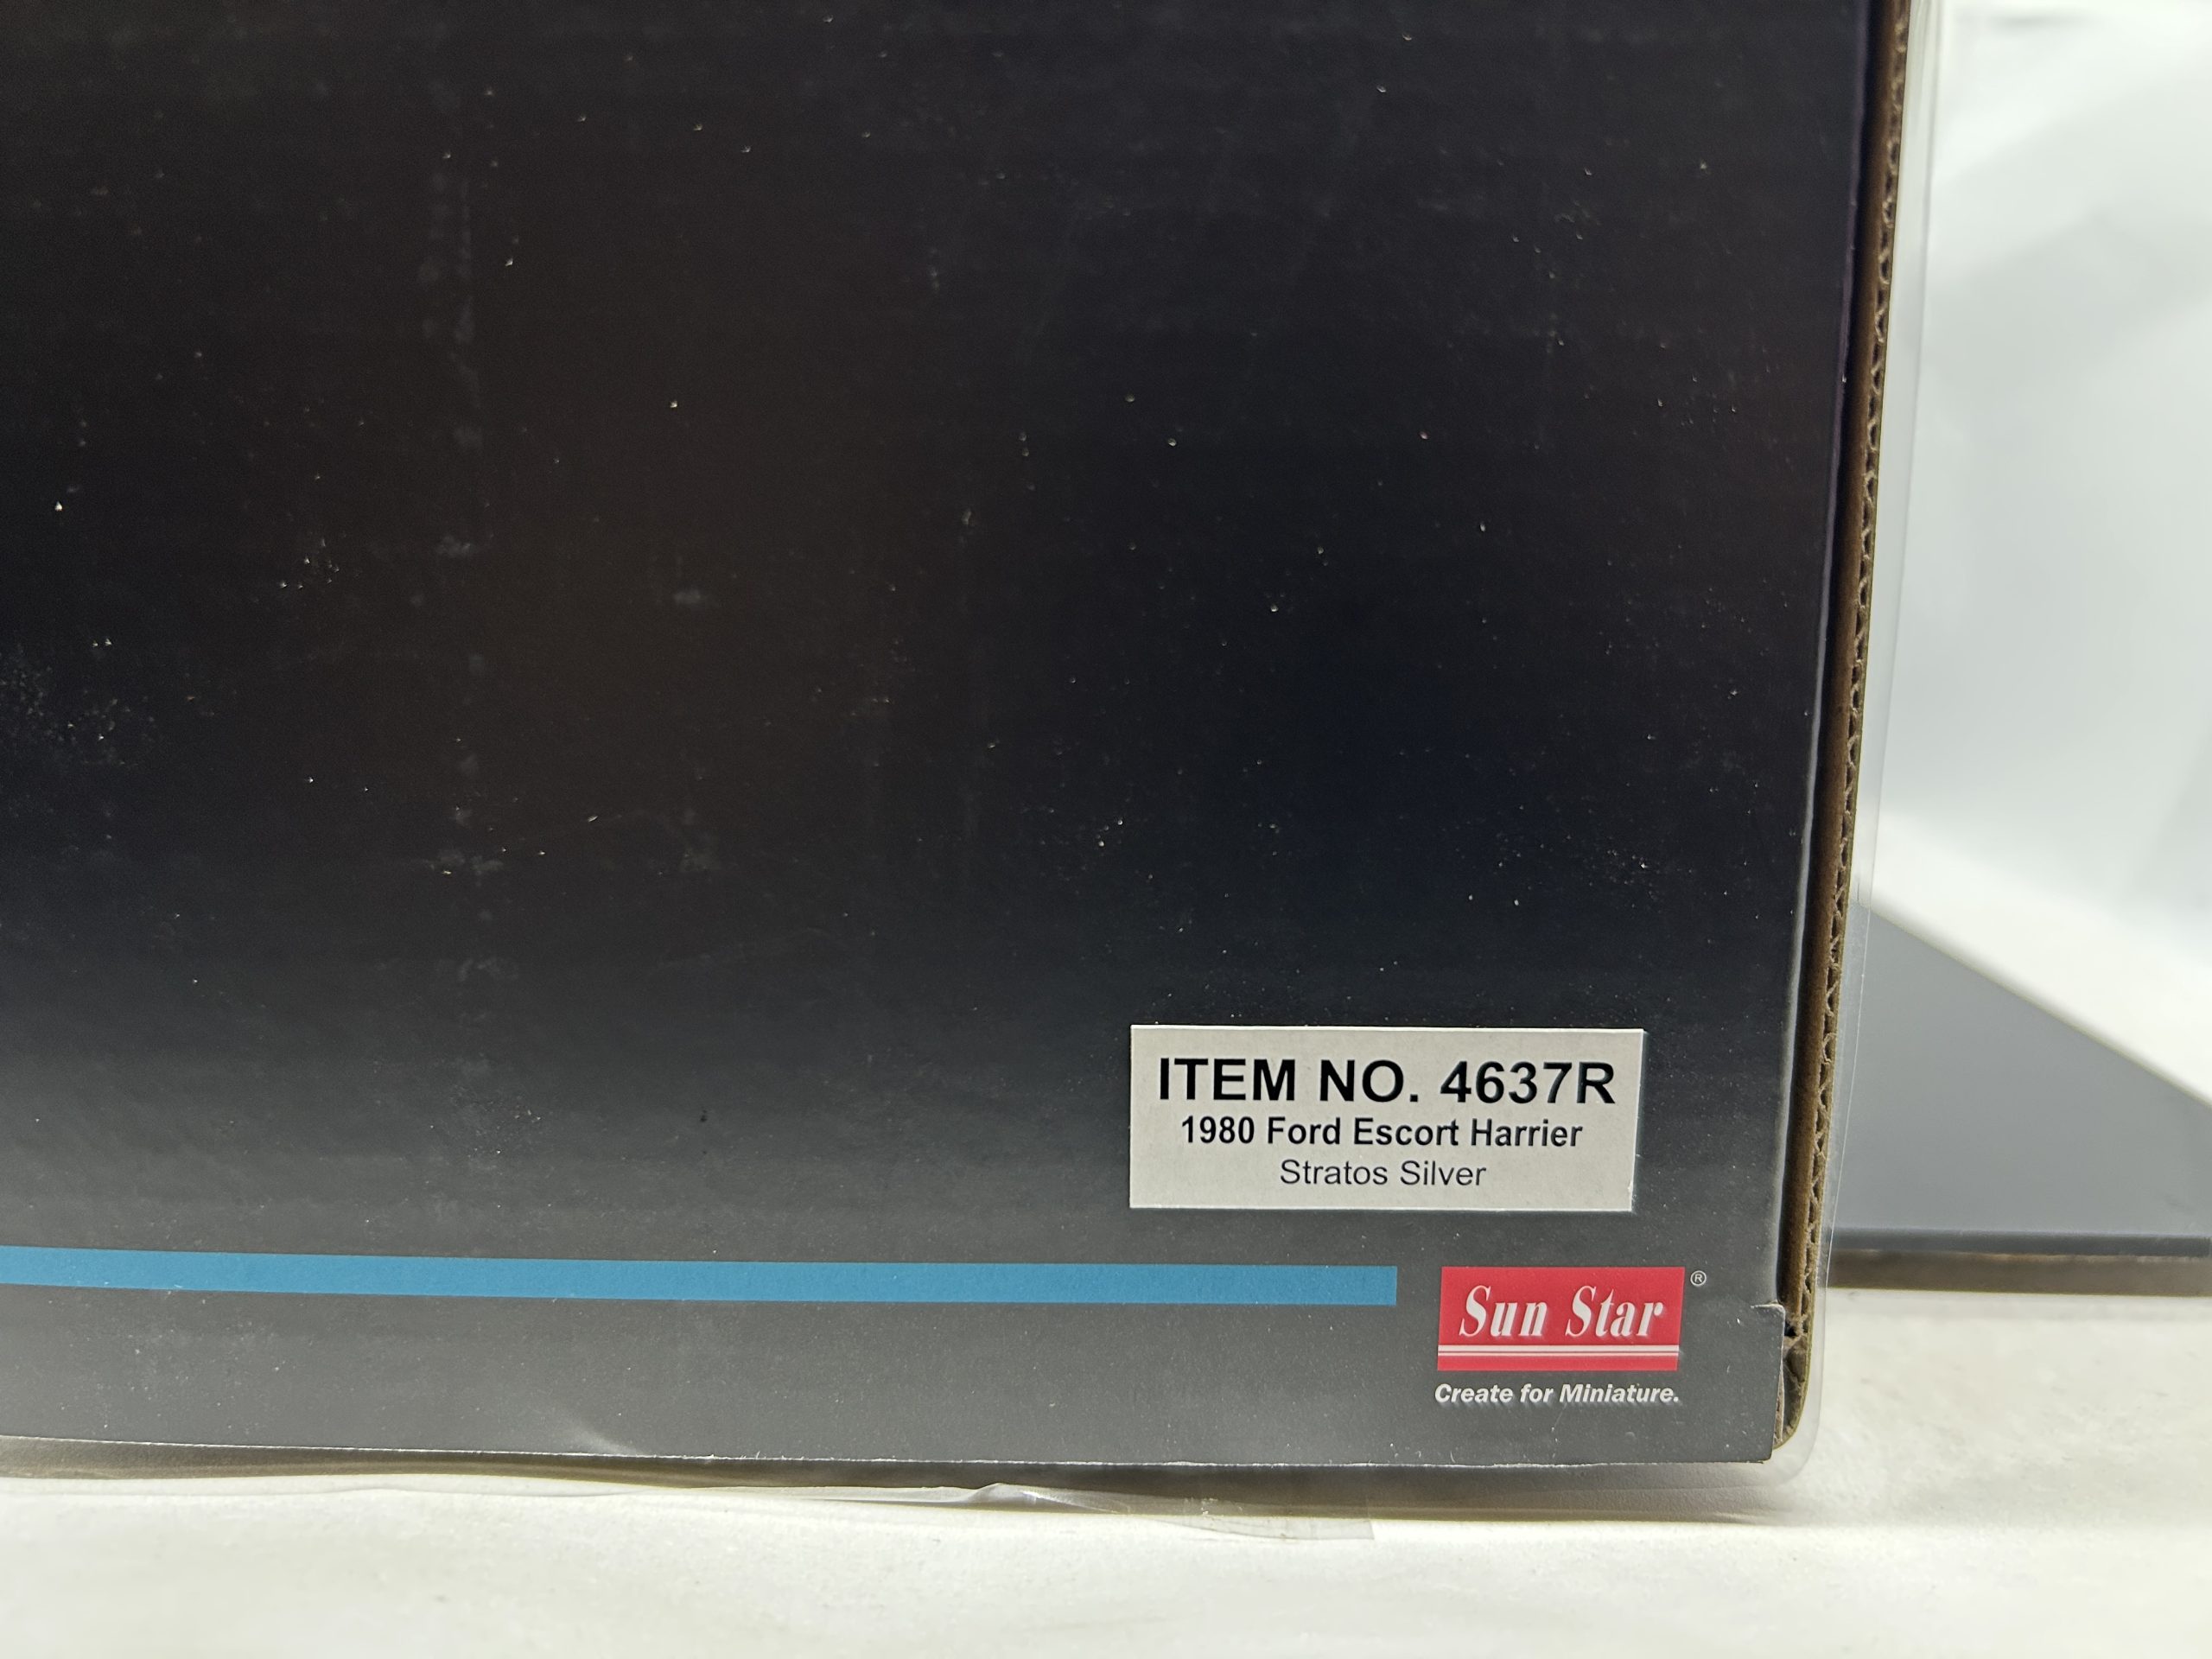 ITEM NO. 4637R
1980 Ford Escort Harrier
Stratos Silver
Sun Star ®
Create for Miniature.